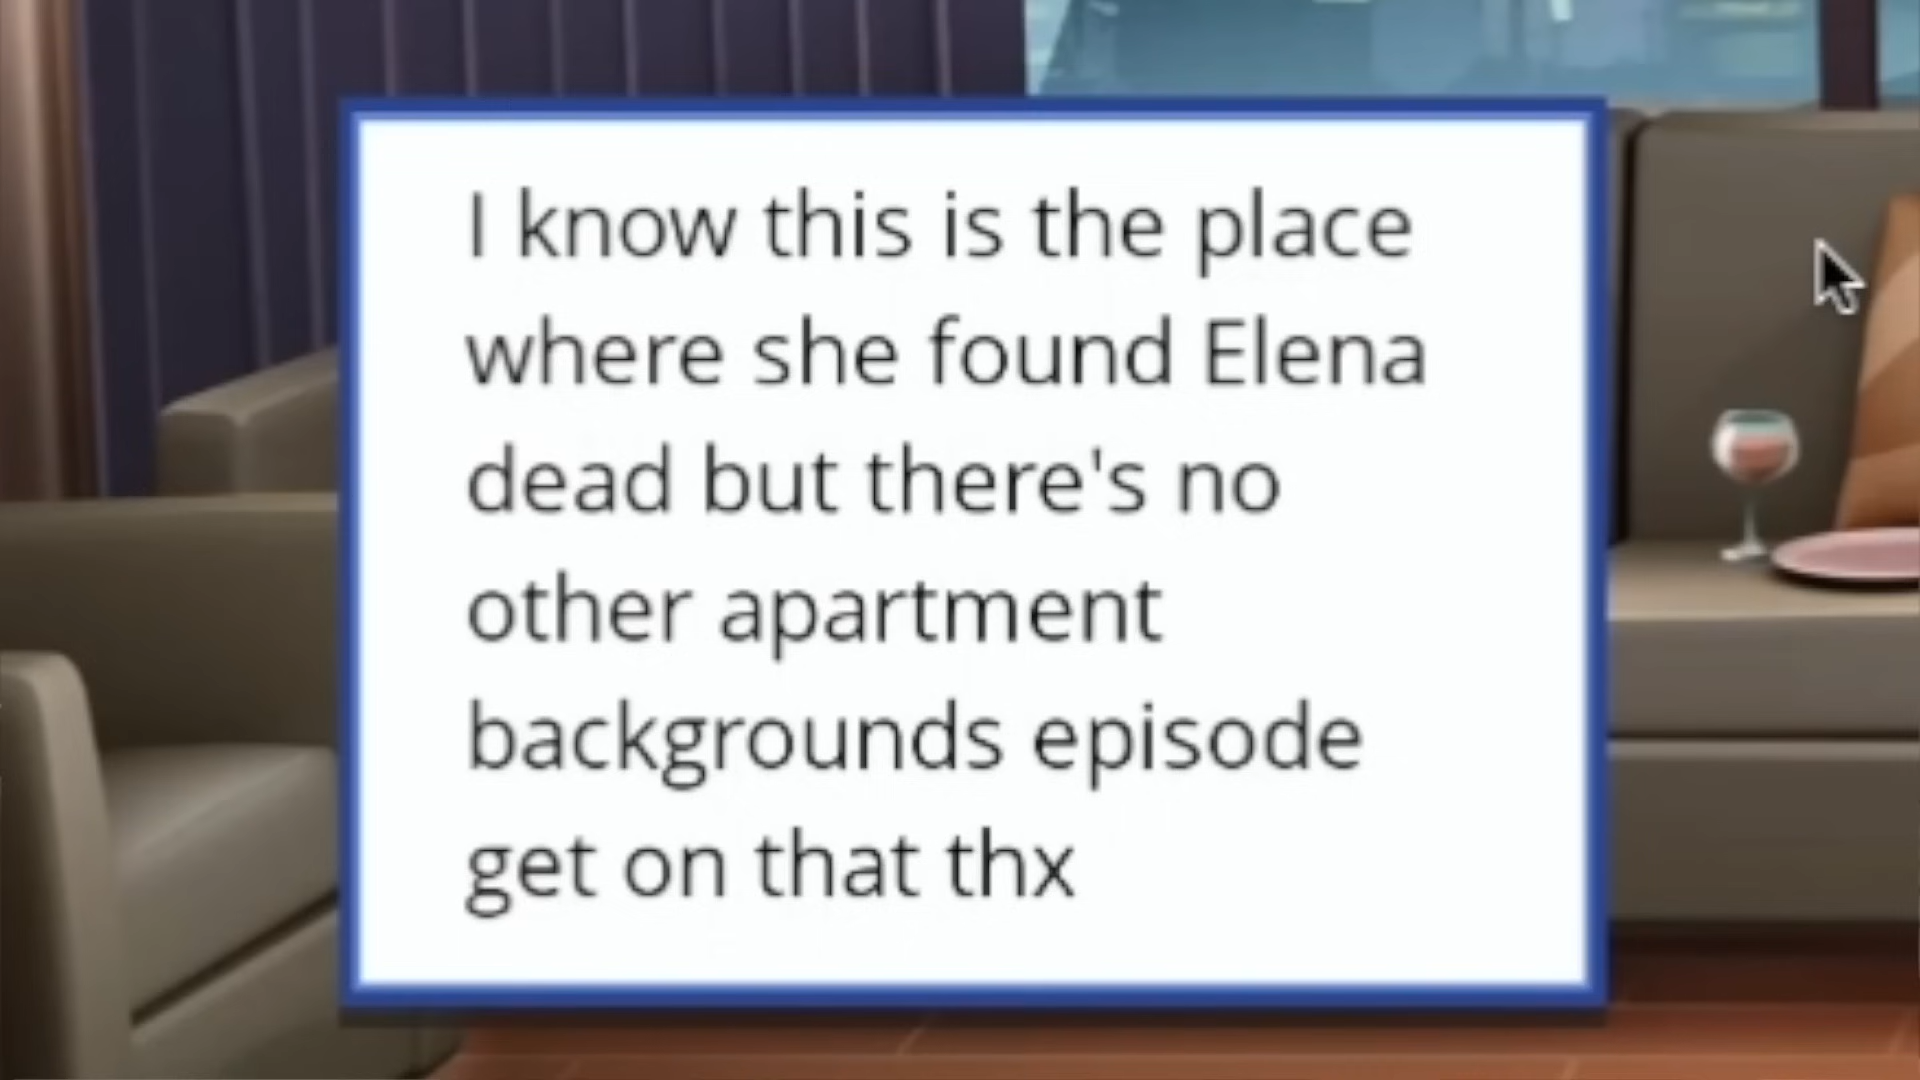 I know this is the place
where she found Elena
dead but there's no
other apartment
backgrounds episode
get on that thx